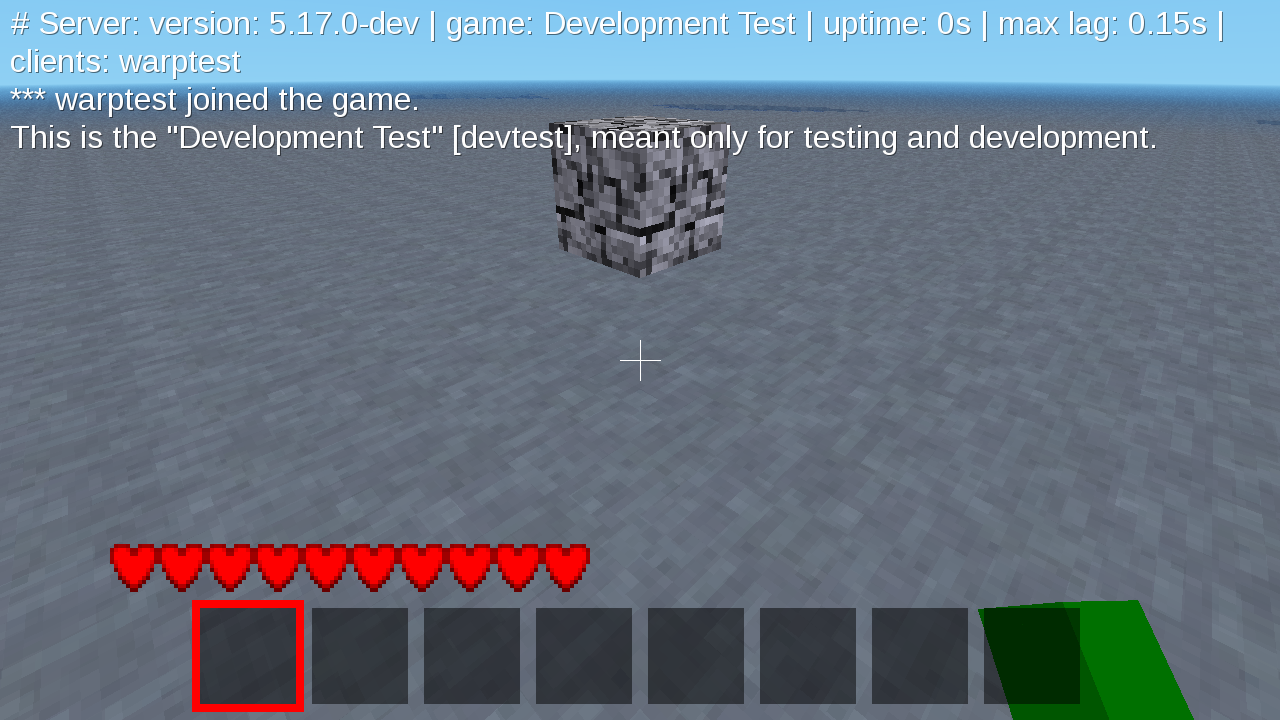 # Server: version: 5.17.0-dev | game: Development Test | uptime: 0s | max lag: 0.15s |
clients: warptest
*** warptest joined the game.
This is the "Development Test" [devtest], meant only for testing and development.